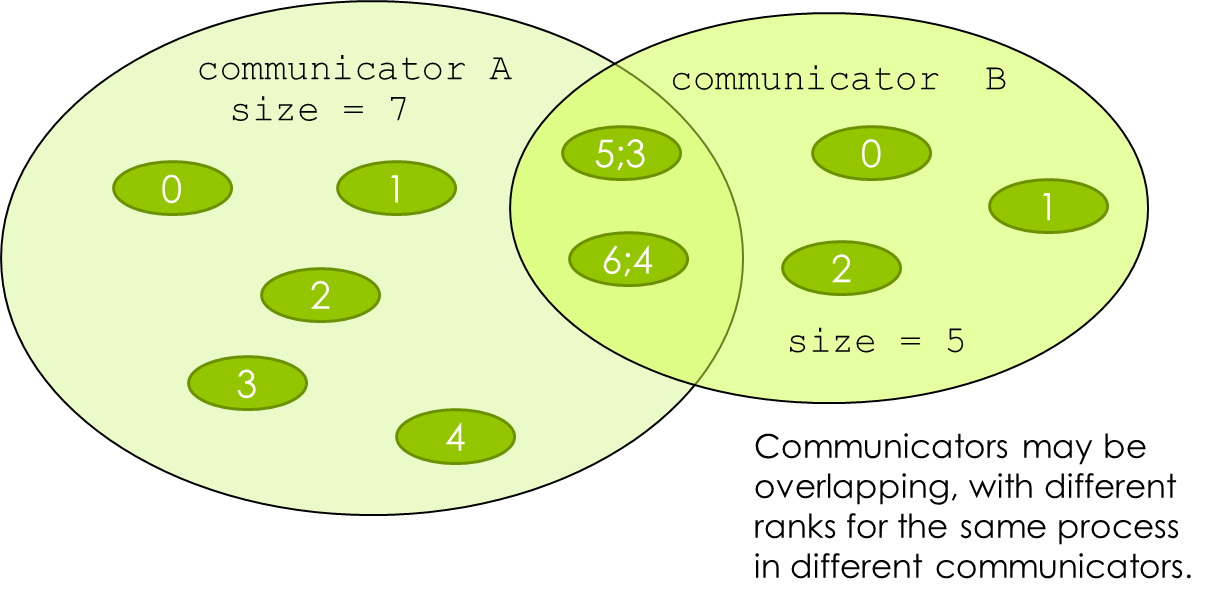 communicator A
size = 7
communicator B
5;3
0
0
1
1
6;4
2
2
size = 5
3
4
Communicators may be
overlapping, with different
ranks for the same process
in different communicators.